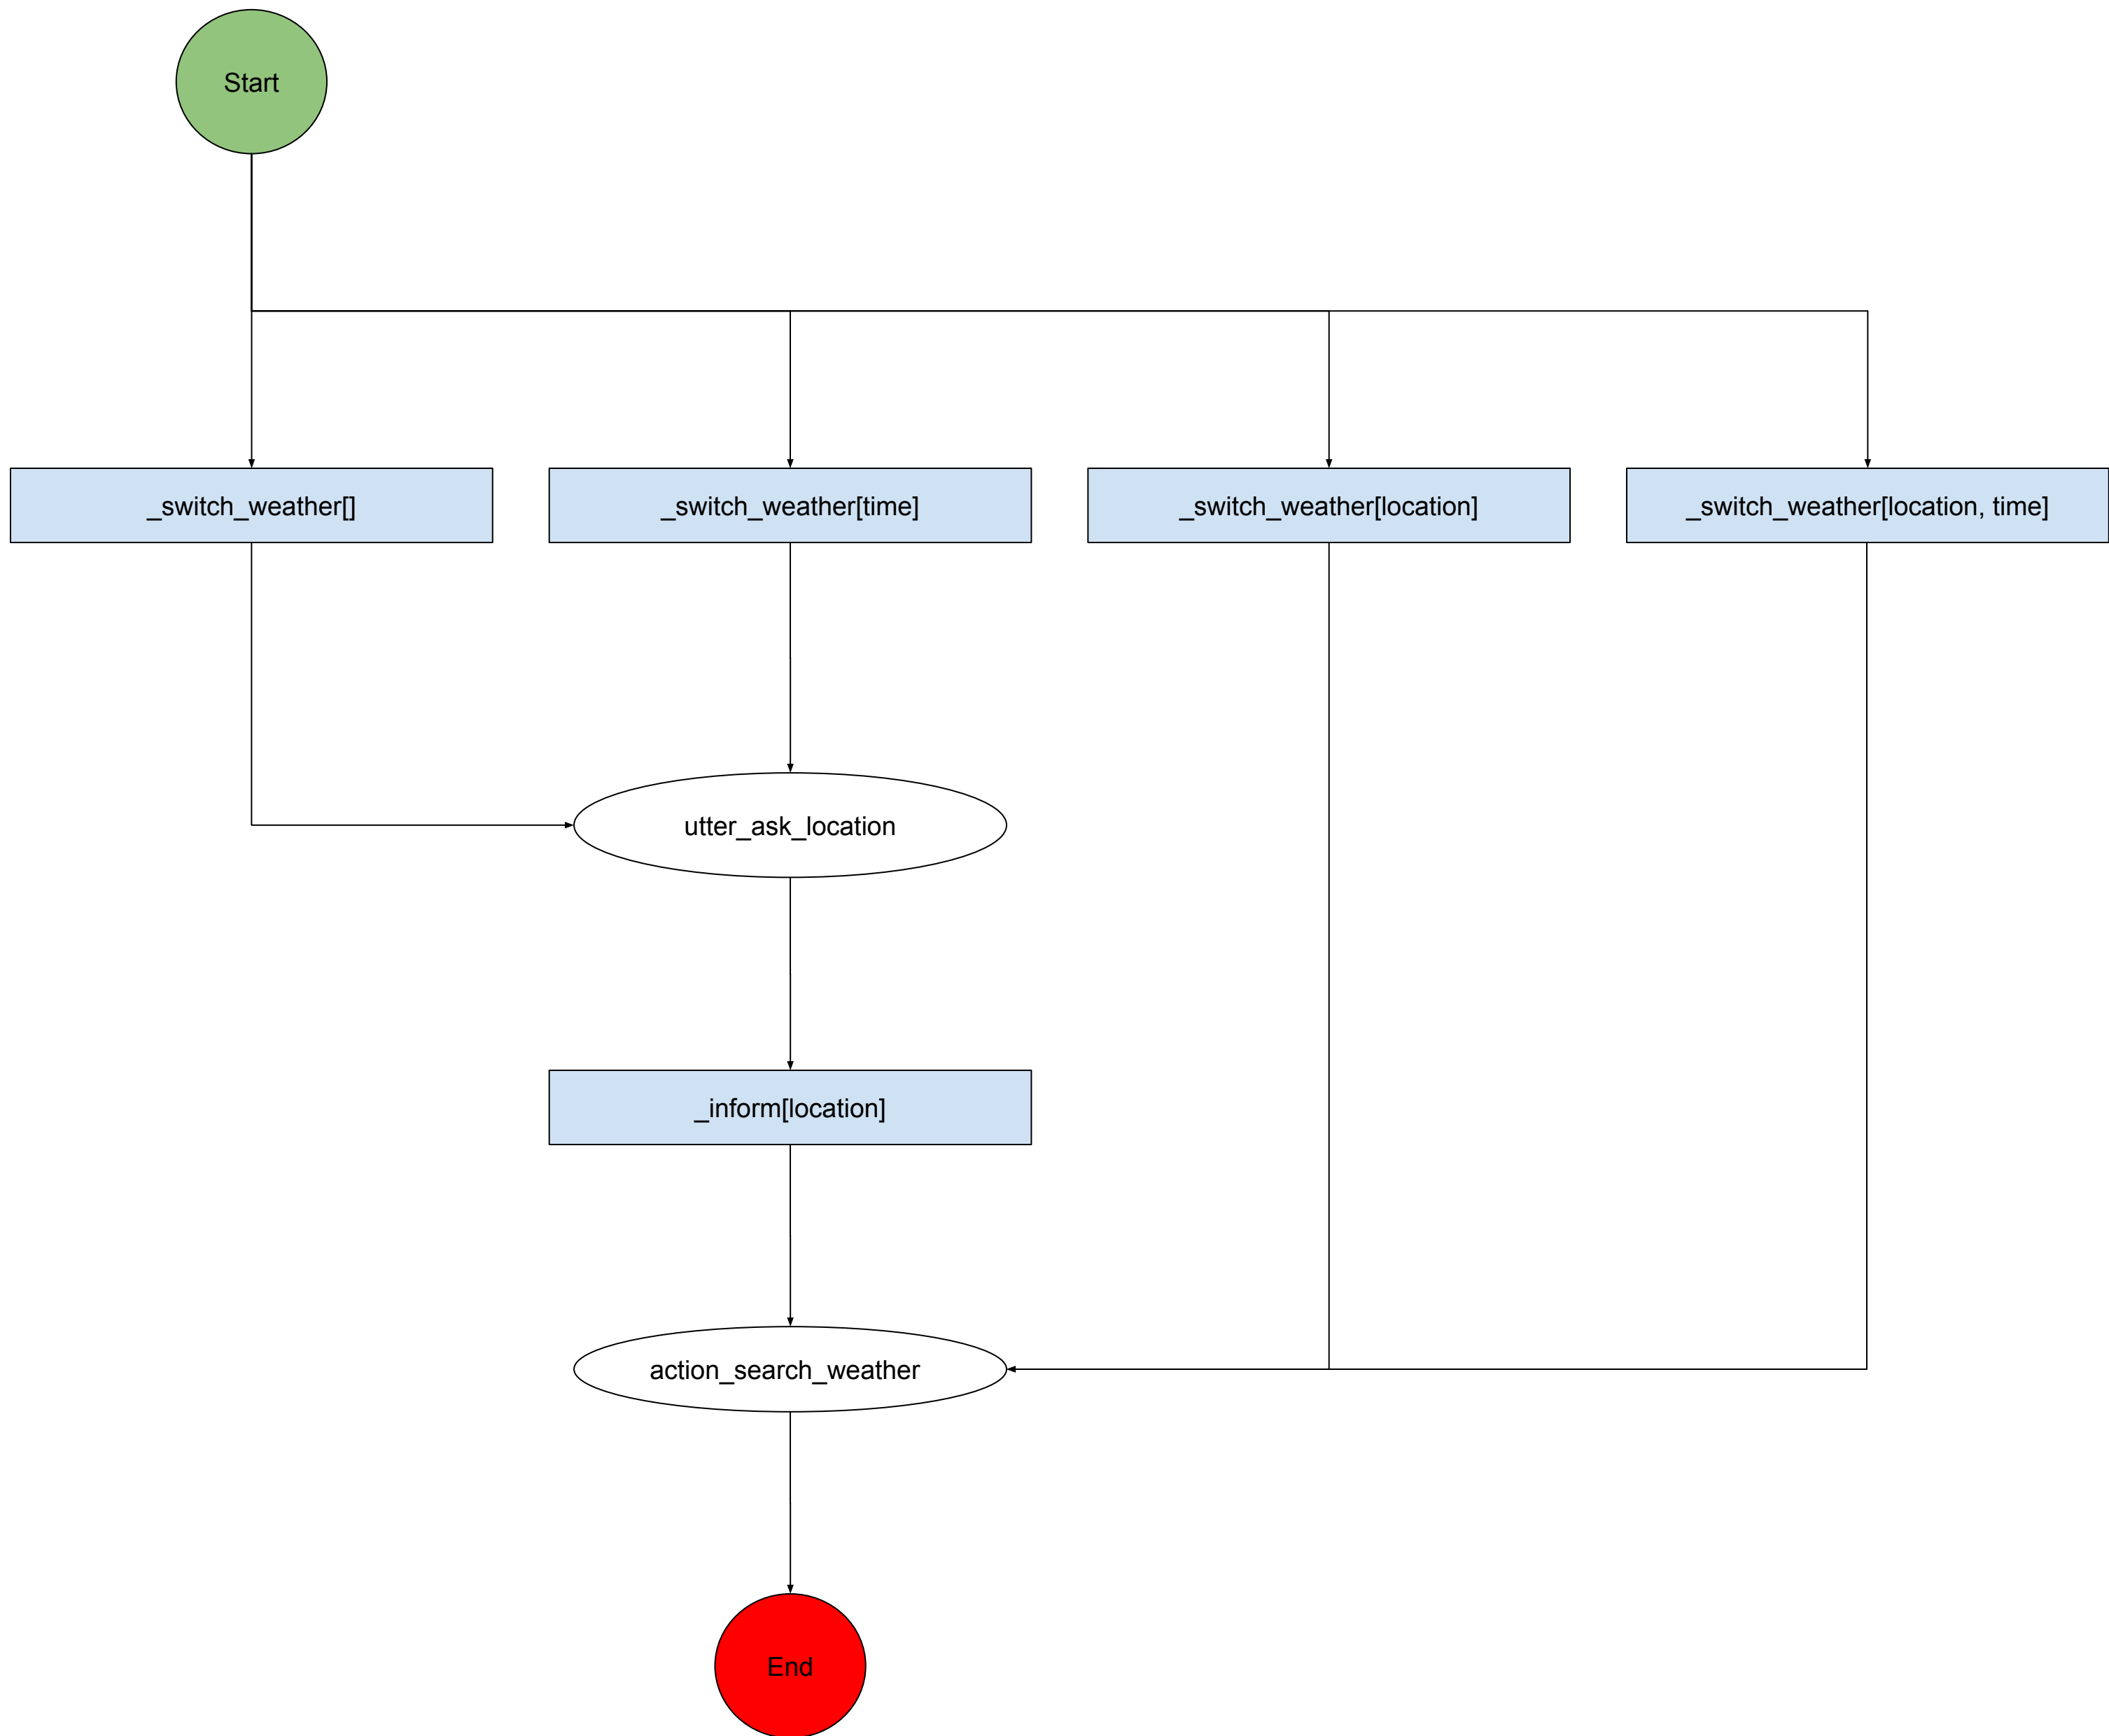 Start
_switch_weather[]
_switch_weather[time]
_switch_weather[location]
_switch_weather[location, time]
utter_ask_location
_inform[location]
action_search_weather
End